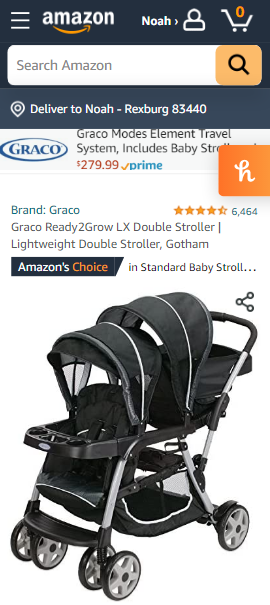 amazon
Noah ›
0
Search Amazon
Deliver to Noah - Rexburg 83440
GRACO
Graco Modes Element Travel
System, Includes Baby Stroll
$279.99 prime
h
Brand: Graco
6,464
Graco Ready2Grow LX Double Stroller |
Lightweight Double Stroller, Gotham
Amazon's Choice in Standard Baby Stroll...